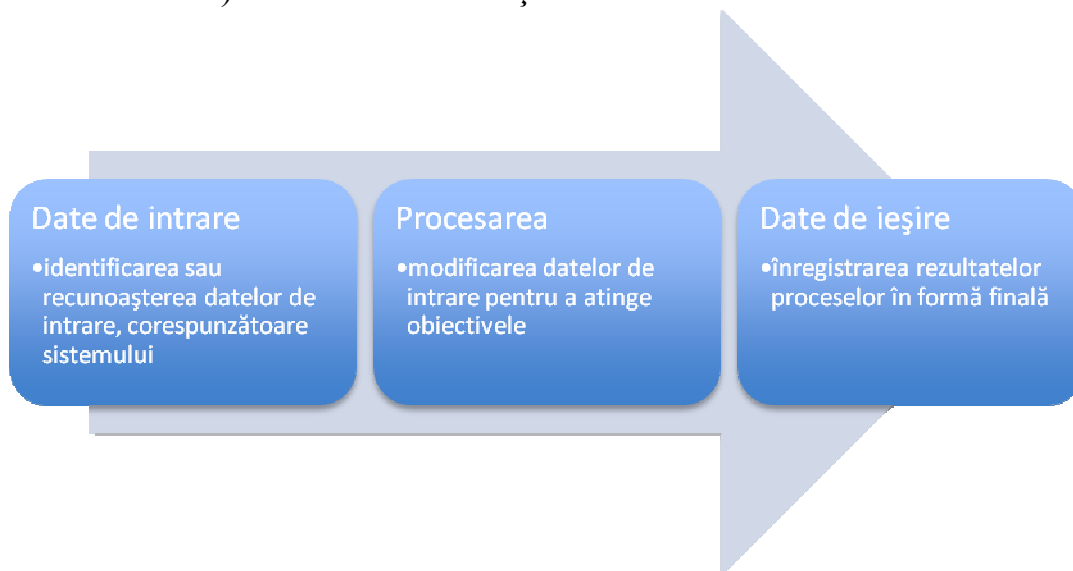 Date de intrare
•identificarea sau
recunoaşterea datelor de
intrare, corespunzătoare
sistemului
Procesarea
•modificarea datelor de
intrare pentru a atinge
obiectivele
Date de ieşire
•înregistrarea rezultatelor
proceselor în formă finală